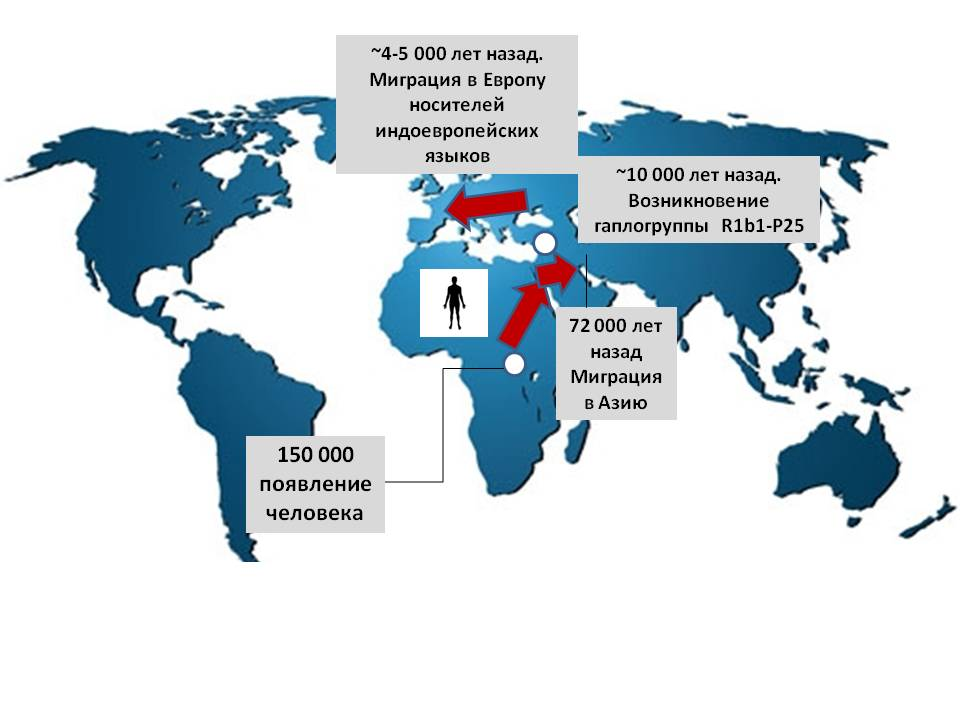 ~4-5 000 лет назад.
Миграция в Европу
носителей
индоевропейских
языков
~10 000 лет назад.
Возникновение
гаплогруппы R1b1-P25
72 000 лет
назад
Миграция
в Азию
150 000
появление
человека